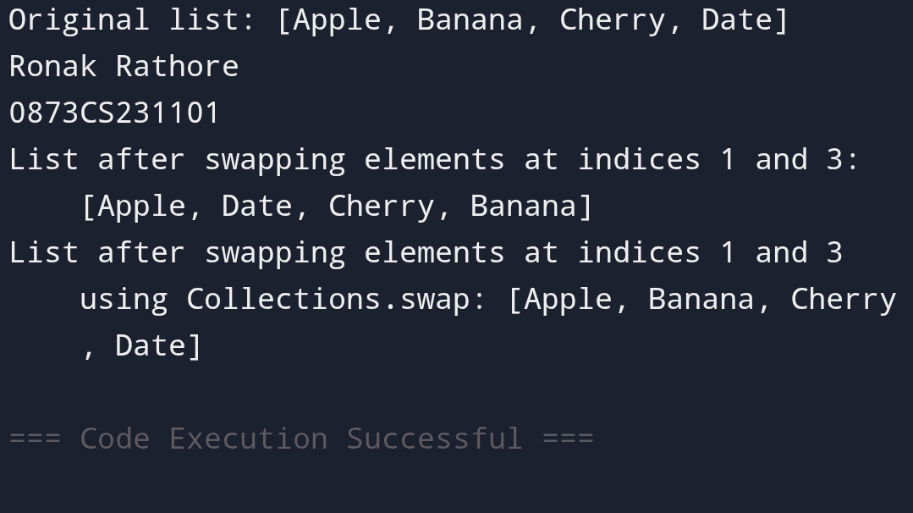 Original list: [Apple, Banana, Cherry, Date]
Ronak Rathore
0873CS231101
List after swapping elements at indices 1 and 3:
[Apple, Date, Cherry, Banana]
List after swapping elements at indices 1 and 3
using Collections.swap: [Apple, Banana, Cherry
, Date]
=== Code Execution Successful ===